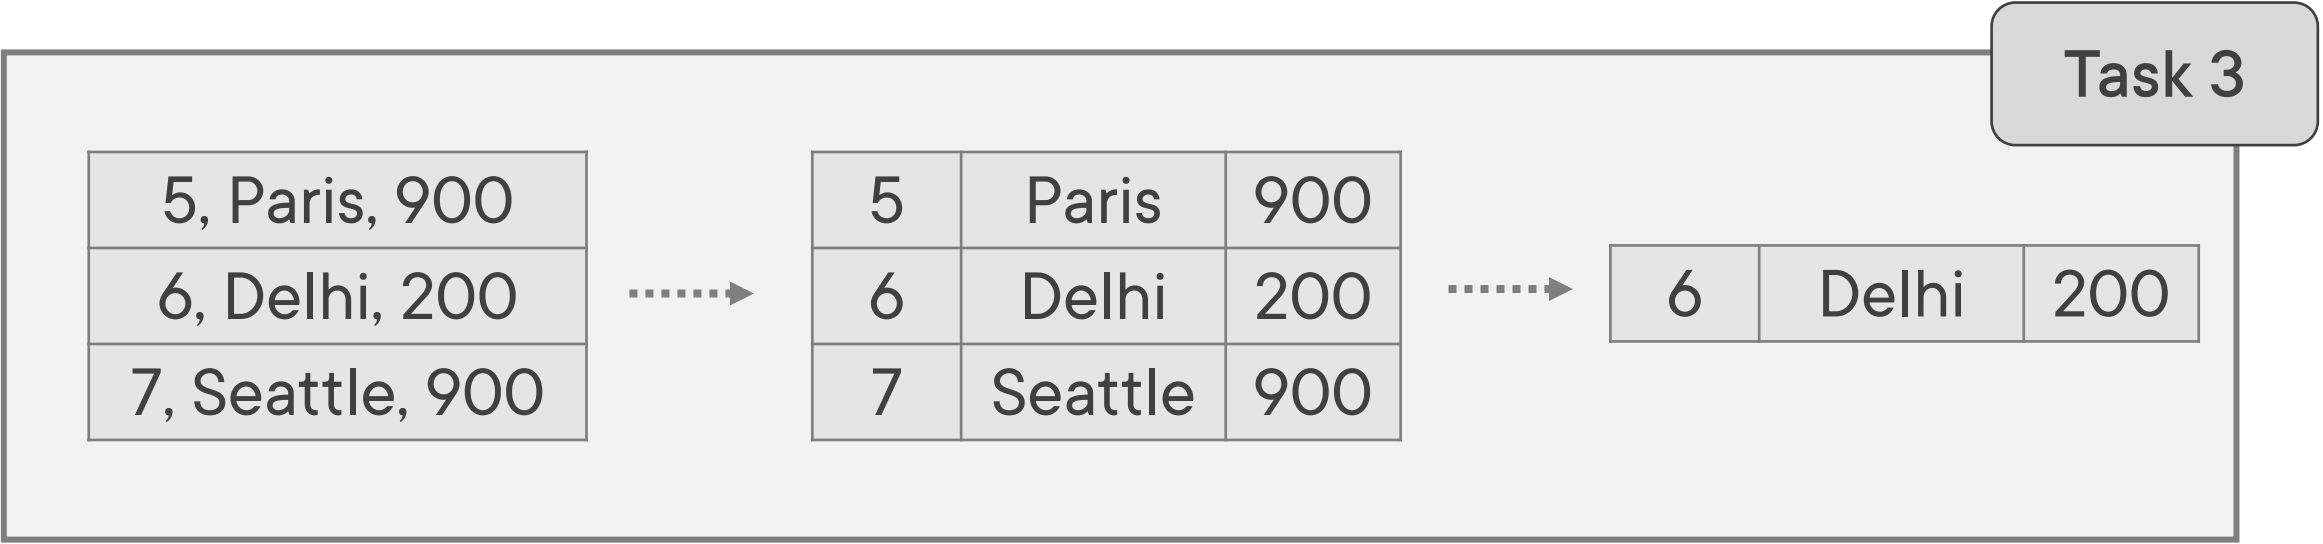 Task 3
5, Paris, 900
6, Delhi, 200
7, Seattle, 900
5 Paris 900
6 Delhi 200
7 Seattle 900
6 Delhi 200